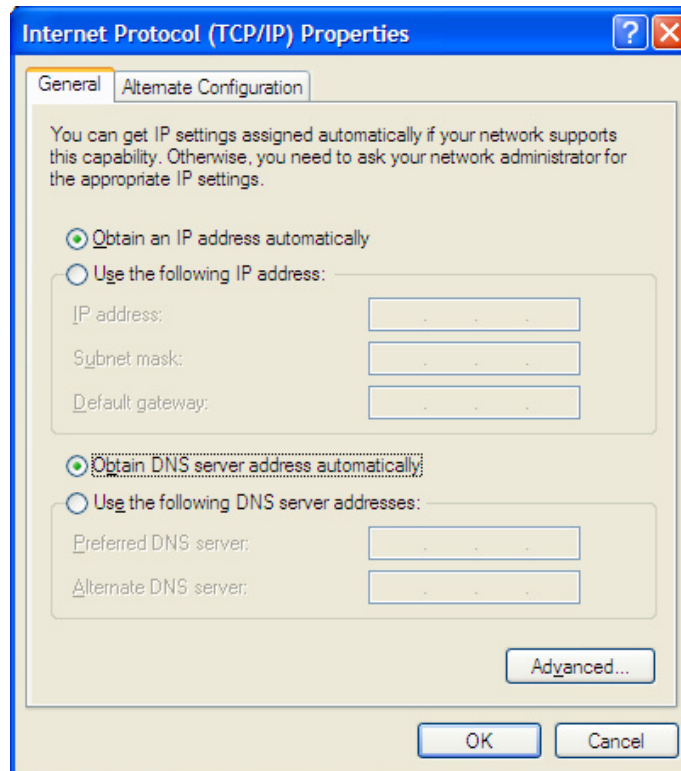 Internet Protocol (TCP/IP) Properties
General
Alternate Configuration
You can get IP settings assigned automatically if your network supports
this capability. Otherwise, you need to ask your network administrator for
the appropriate IP settings.
Obtain an IP address automatically
Use the following IP address:
IP address:
Subnet mask:
Default gateway:
Obtain DNS server address automatically
Use the following DNS server addresses:
Preferred DNS server:
Alternate DNS server:
Advanced...
OK
Cancel